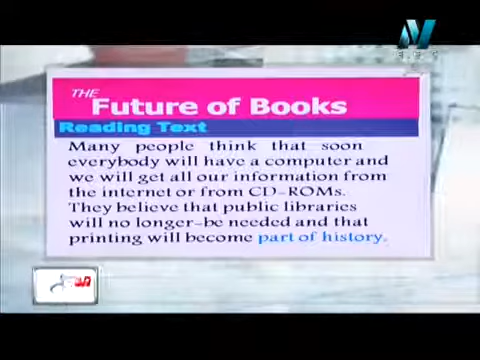 THE
Future of Books
Reading Text
Many people think that soon
everybody will have a computer and
we will get all our information from
the internet or from CD-ROMs.
They believe that public libraries
will no longer-be needed and that
printing will become part of history.